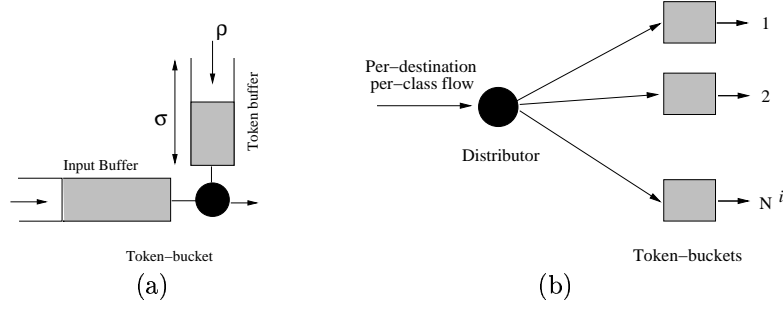 ρ
σ
Token buffer
Input Buffer
Token−bucket
(a)
Per−destination
per−class flow
Distributor
1
2
N i
Token−buckets
(b)